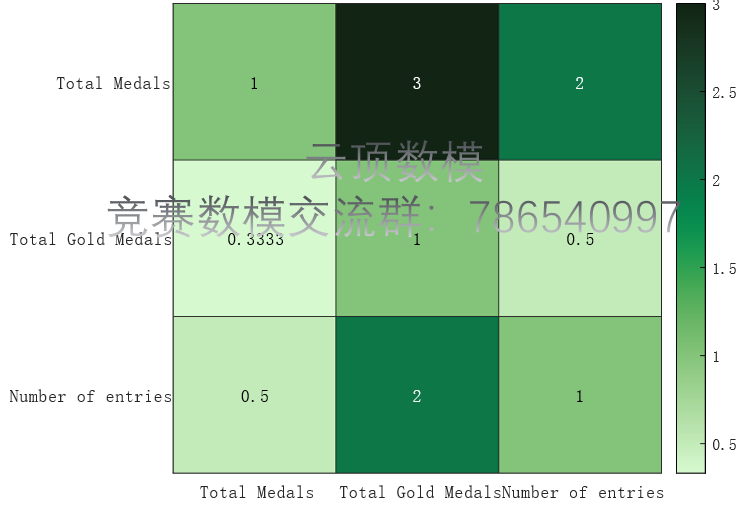 3
Total Medals 1 3 2
2.5
2
云顶数模
竞赛数模交流群：786540997
Total Gold Medals 0.3333 1 0.5
1.5
1
Number of entries 0.5 2 1
0.5
Total Medals Total Gold Medals Number of entries